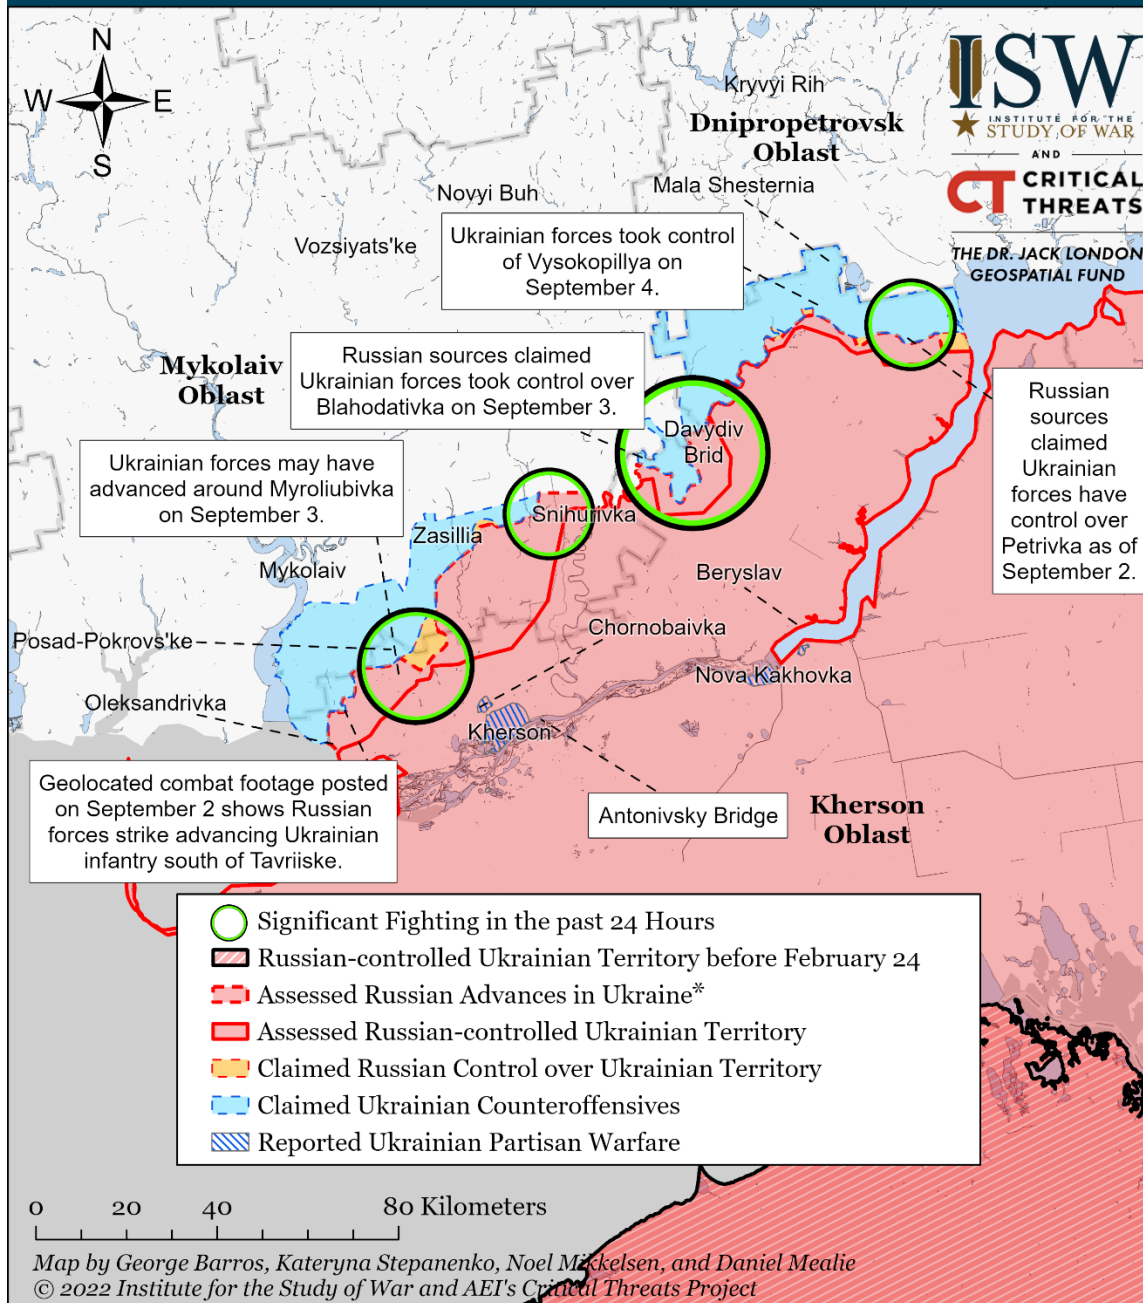 N
W
E
S
ISW
INSTITUTE FOR THE
STUDY OF WAR
AND
CT CRITICAL
THREATS
THE DR. JACK LONDON
GEOSPATIAL FUND
Kryvyi Rih
Dnipropetrovsk
Oblast
Mala Shesternia
Novyi Buh
Vozsiyats'ke
Ukrainian forces took control
of Vysokopillya on
September 4.
Mykolaiv
Oblast
Russian sources claimed
Ukrainian forces took control over
Blahodativka on September 3.
Russian
sources
claimed
Ukrainian
forces have
control over
Petrivka as of
September 2.
Davydiv
Brid
Ukrainian forces may have
advanced around Myroliubivka
on September 3.
Snihurivka
Zasillia
Mykolaiv
Beryslav
Chornobaivka
Posad-Pokrovs'ke
Nova Kakhovka
Oleksandrivka
Kherson
Geolocated combat footage posted
on September 2 shows Russian
forces strike advancing Ukrainian
infantry south of Tavriiske.
Antonivsky Bridge
Kherson
Oblast
Significant Fighting in the past 24 Hours
Russian-controlled Ukrainian Territory before February 24
Assessed Russian Advances in Ukraine*
Assessed Russian-controlled Ukrainian Territory
Claimed Russian Control over Ukrainian Territory
Claimed Ukrainian Counteroffensives
Reported Ukrainian Partisan Warfare
0 20 40 80 Kilometers
Map by George Barros, Kateryna Stepanenko, Noel Mikkelsen, and Daniel Mealie
© 2022 Institute for the Study of War and AEI's Critical Threats Project